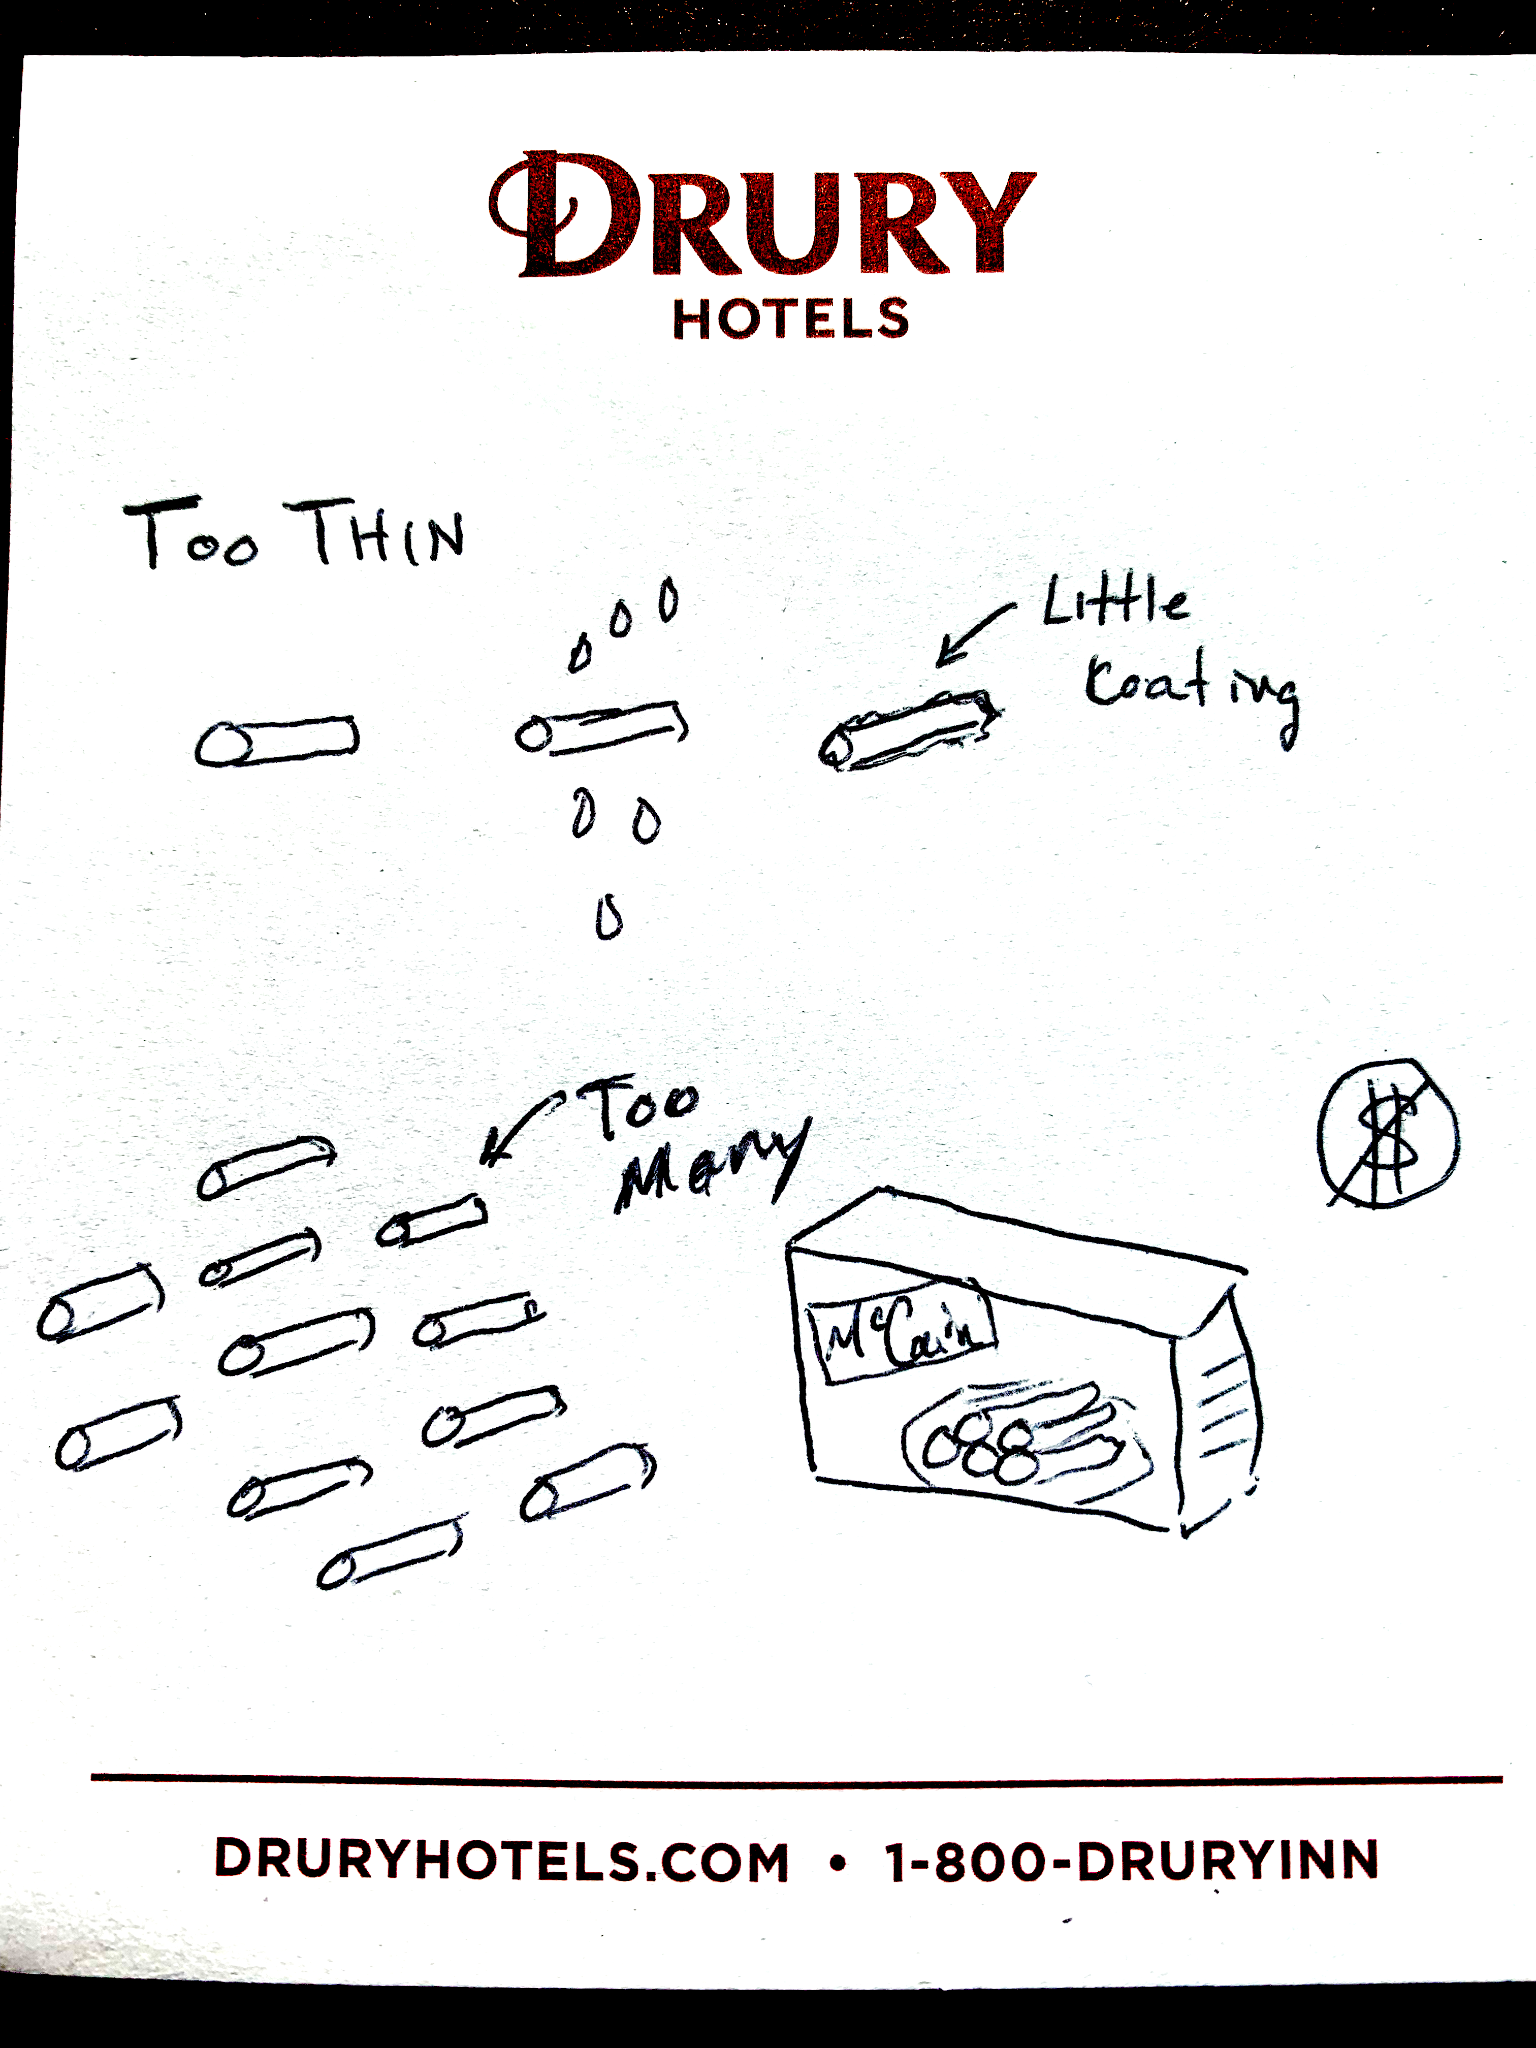 DRURY
HOTELS
Too THIN
Little
Coating
Too
Many
$
McCain
DRURYHOTELS.COM • 1-800-DRURYINN